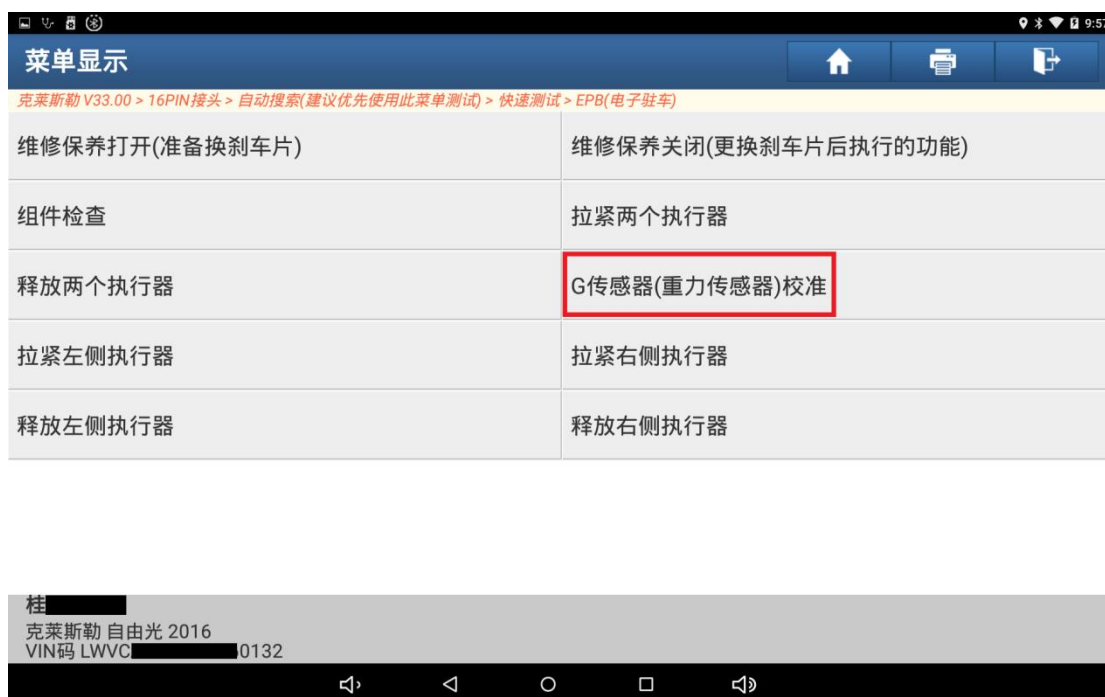 9:57
菜单显示
克莱斯勒 V33.00 > 16PIN接头 > 自动搜索(建议优先使用此菜单测试) > 快速测试 > EPB(电子驻车)
维修保养打开(准备换刹车片)
维修保养关闭(更换刹车片后执行的功能)
组件检查
拉紧两个执行器
释放两个执行器
G传感器(重力传感器)校准
拉紧左侧执行器
拉紧右侧执行器
释放左侧执行器
释放右侧执行器
桂
克莱斯勒 自由光 2016
VIN码 LWVC 0132